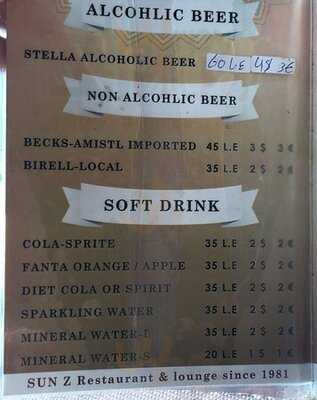 ALCOHLIC BEER
STELLA ALCOHOLIC BEER 60 LE 4$ 3€
NON ALCOHLIC BEER
BECKS-AMISTL IMPORTED 45 L.E 3 $ 3 €
BIRELL-LOCAL 35 L.E 2 $ 2 €
SOFT DRINK
COLA-SPRITE 35 L.E 2 $ 2 €
FANTA ORANGE / APPLE 35 L.E 2 $ 2 €
DIET COLA OR SPIRIT 35 L.E 2 $ 2 €
SPARKLING WATER 35 L.E 2 $ 2 €
MINERAL WATER-L 35 L.E 2 $ 2 €
MINERAL WATER-S 20 L.E 1 $ 1 €
SUN Z Restaurant & lounge since 1981